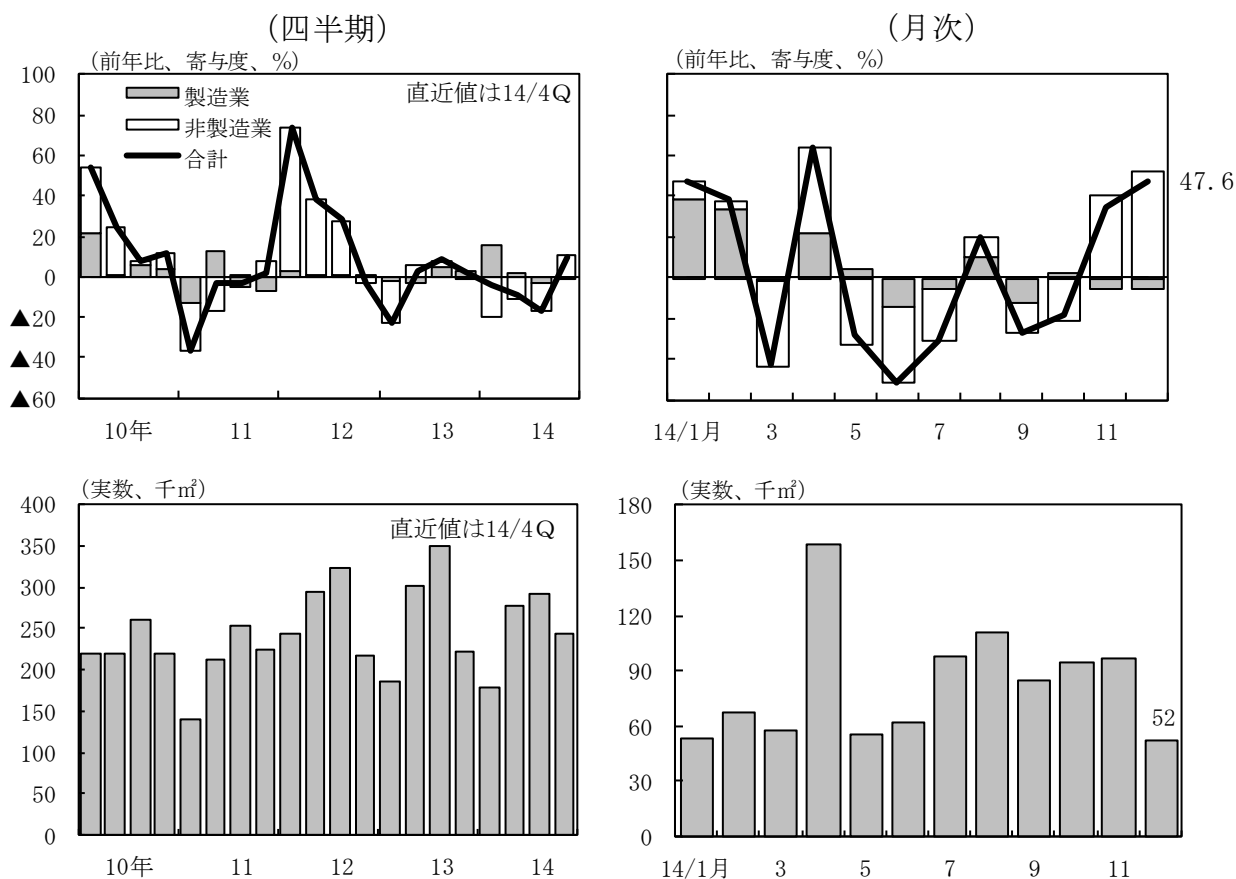 (四半期)
(月次)
(前年比、寄与度、%)
(前年比、寄与度、%)
100
80
60
40
20
0
▲20
▲40
▲60
製造業
非製造業
合計
直近値は14/4Q
47.6
10年 11 12 13 14
14/1月 3 5 7 9 11
(実数、千㎡)
(実数、千㎡)
400
350
300
250
200
150
100
50
0
直近値は14/4Q
10年 11 12 13 14
180
150
120
90
60
30
0
52
14/1月 3 5 7 9 11